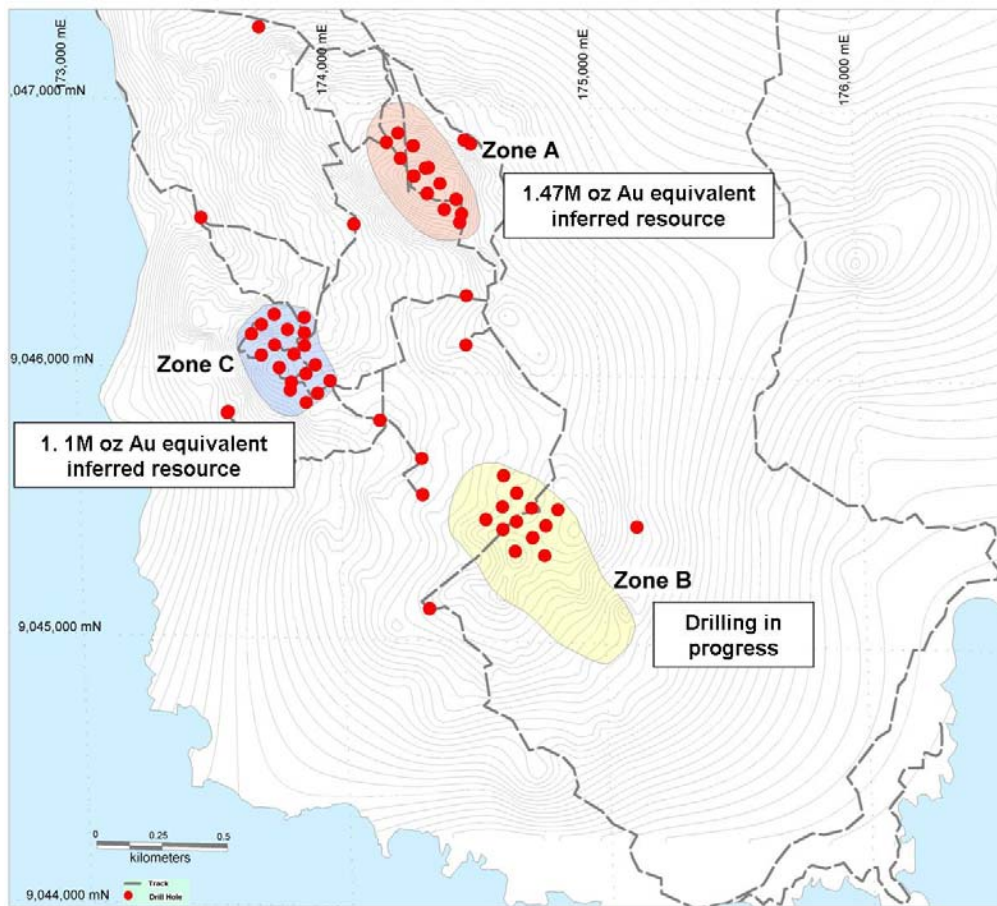 173,000 mE
174,000 mE
175,000 mE
176,000 mE
,047,000 mN
Zone A
1.47M oz Au equivalent
inferred resource
9,046,000 mN
Zone C
1. 1M oz Au equivalent
inferred resource
Zone B
9,045,000 mN
Drilling in
progress
0 0.25 0.5
kilometers
Track
Drill Hole
9,044,000 mN